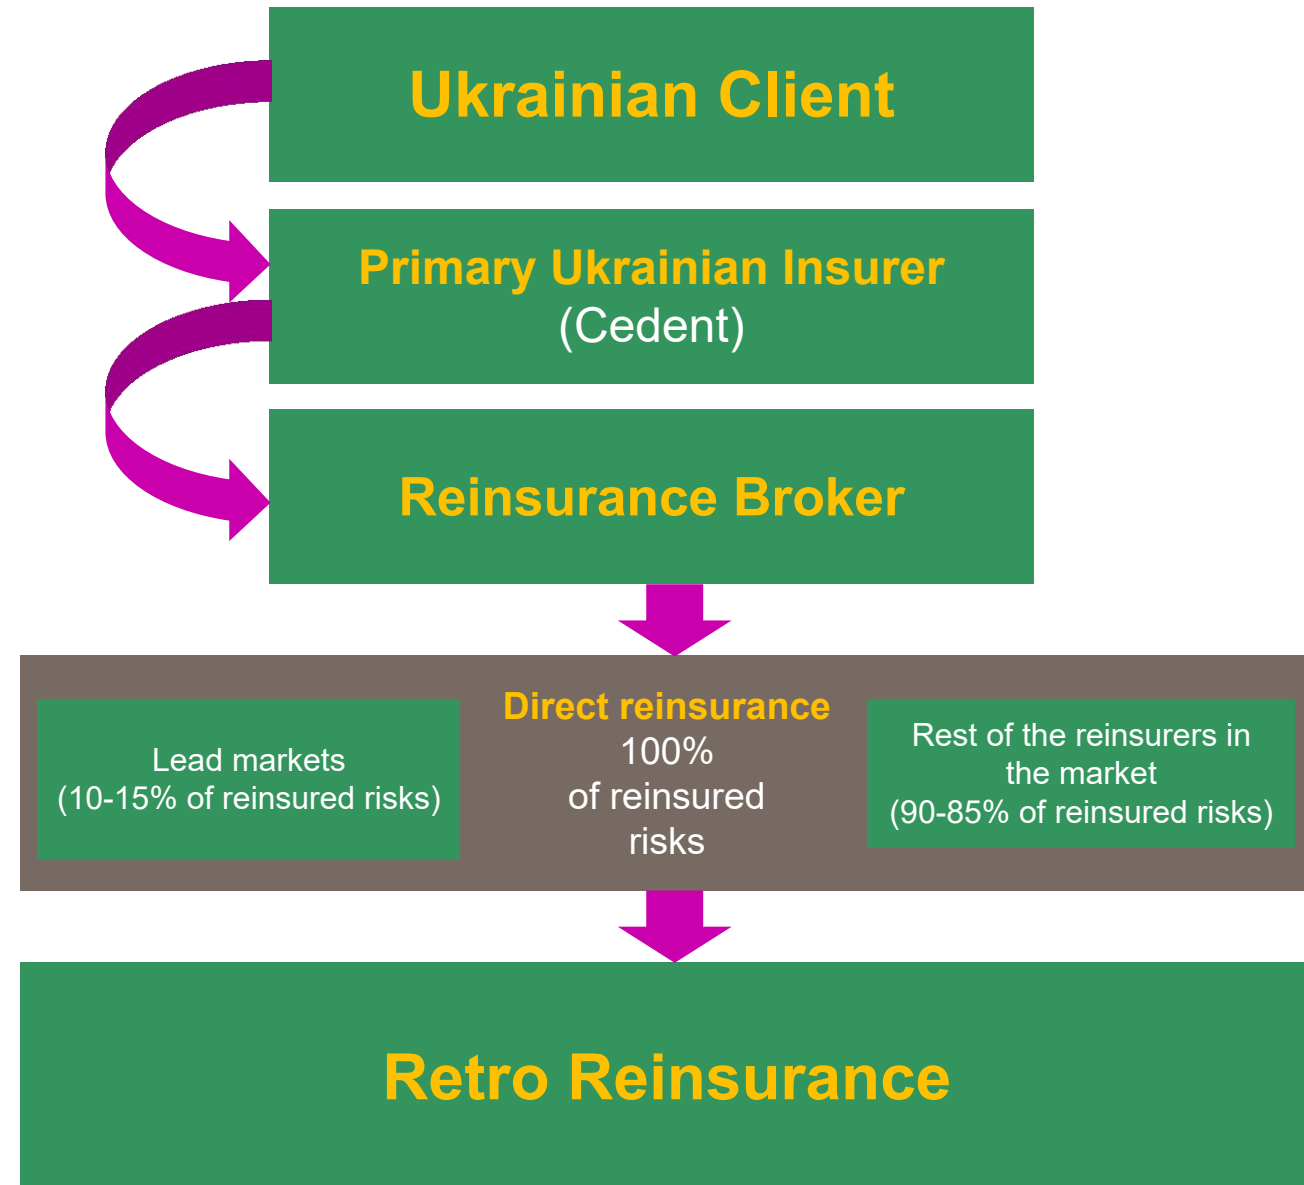 Ukrainian Client
Primary Ukrainian Insurer
(Cedent)
Reinsurance Broker
Lead markets
(10-15% of reinsured risks)
Direct reinsurance
100%
of reinsured
risks
Rest of the reinsurers in
the market
(90-85% of reinsured risks)
Retro Reinsurance